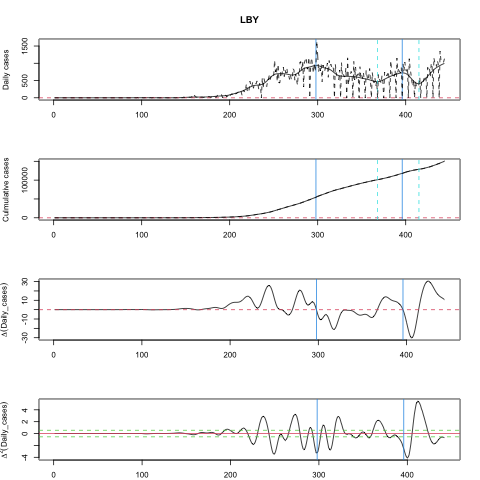 LBY
Daily cases
0 500 1500
0 100 200 300 400
Culmulative cases
0 100000
0 100 200 300 400
Δ(Daily_cases)
-30 -10 10 30
0 100 200 300 400
Δ²(Daily_cases)
-4 0 2 4
0 100 200 300 400